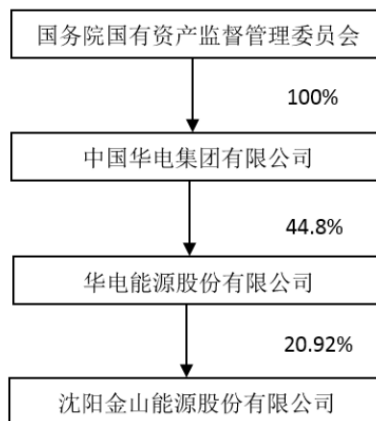 国务院国有资产监督管理委员会
100%
中国华电集团有限公司
44.8%
华电能源股份有限公司
20.92%
沈阳金山能源股份有限公司